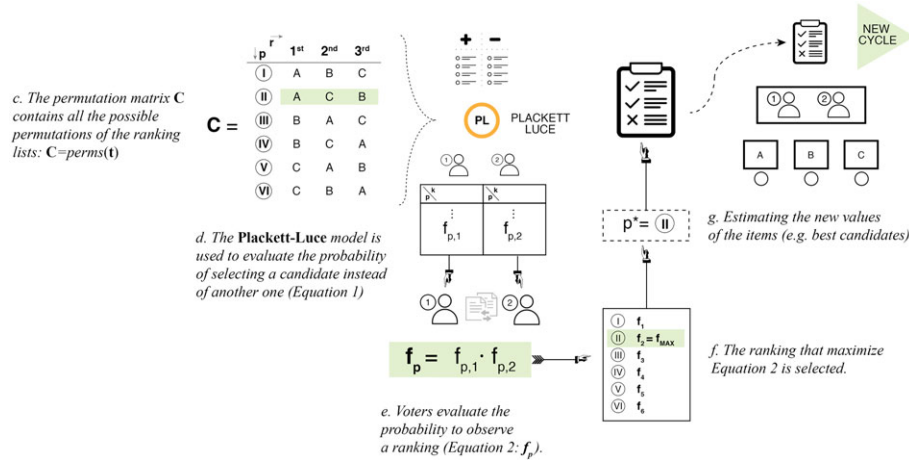 c. The permutation matrix C
contains all the possible
permutations of the ranking
lists: C=perms(t)
C =
r
p
1st 2nd 3rd
I A B C
II A C B
III B A C
IV B C A
V C A B
VI C B A
d. The Plackett-Luce model is
used to evaluate the probability
of selecting a candidate instead
of another one (Equation 1)
+ −
PL
PLACKETT
LUCE
1 2
k k
p p
⋮ ⋮
fp,1 fp,2
1 2
fp = fp,1 · fp,2
e. Voters evaluate the
probability to observe
a ranking (Equation 2: fp).
I f1
II f2 = fMAX
III f3
IV f4
V f5
VI f6
f. The ranking that maximize
Equation 2 is selected.
p*= II
NEW
CYCLE
1 2
A B C
g. Estimating the new values
of the items (e.g. best candidates)